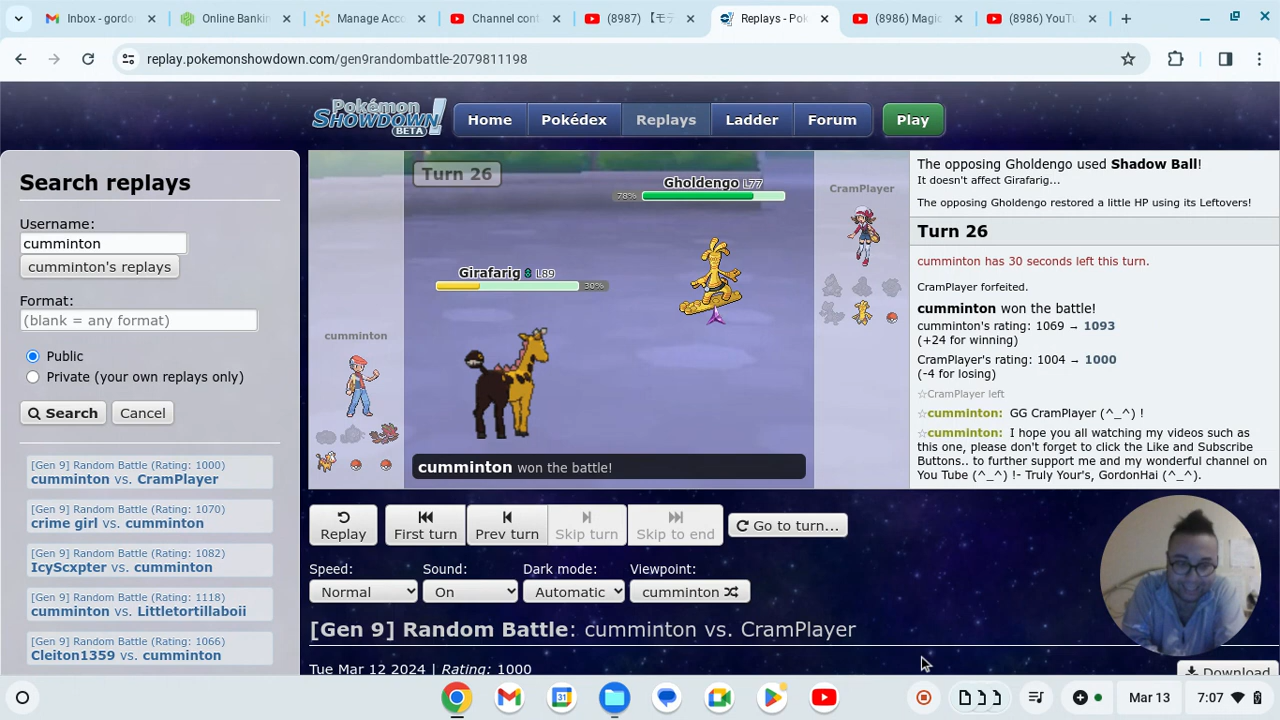 Inbox - gordo
Online Bankin
Manage Acco
Channel cont
(8987) 【モデ
Replays - Pok
(8986) Magic
(8986) YouTu
replay.pokemonshowdown.com/gen9randombattle-2079811198
Pokémon
SHOWDOWN!
BETA
Home
Pokédex
Replays
Ladder
Forum
Play
Search replays
Username:
cumminton
cumminton's replays
Format:
(blank = any format)
Public
Private (your own replays only)
Search
Cancel
[Gen 9] Random Battle (Rating: 1000)
cumminton vs. CramPlayer
[Gen 9] Random Battle (Rating: 1070)
crime girl vs. cumminton
[Gen 9] Random Battle (Rating: 1082)
IcyScxpter vs. cumminton
[Gen 9] Random Battle (Rating: 1118)
cumminton vs. Littletortillaboii
[Gen 9] Random Battle (Rating: 1066)
Cleiton1359 vs. cumminton
Turn 26
Gholdengo L77
78%
Girafarig L89
30%
cumminton
CramPlayer
cumminton won the battle!
The opposing Gholdengo used Shadow Ball!
It doesn't affect Girafarig...
The opposing Gholdengo restored a little HP using its Leftovers!
Turn 26
cumminton has 30 seconds left this turn.
CramPlayer forfeited.
cumminton won the battle!
cumminton's rating: 1069 → 1093
(+24 for winning)
CramPlayer's rating: 1004 → 1000
(-4 for losing)
☆CramPlayer left
☆cumminton: GG CramPlayer (^_^) !
☆cumminton: I hope you all watching my videos such as
this one, please don't forget to click the Like and Subscribe
Buttons.. to further support me and my wonderful channel on
You Tube (^_^) !- Truly Your's, GordonHai (^_^).
Replay
First turn
Prev turn
Skip turn
Skip to end
Go to turn...
Speed:
Sound:
Dark mode:
Viewpoint:
Normal
On
Automatic
cumminton
[Gen 9] Random Battle: cumminton vs. CramPlayer
Tue Mar 12 2024 | Rating: 1000
Download
Mar 13
7:07